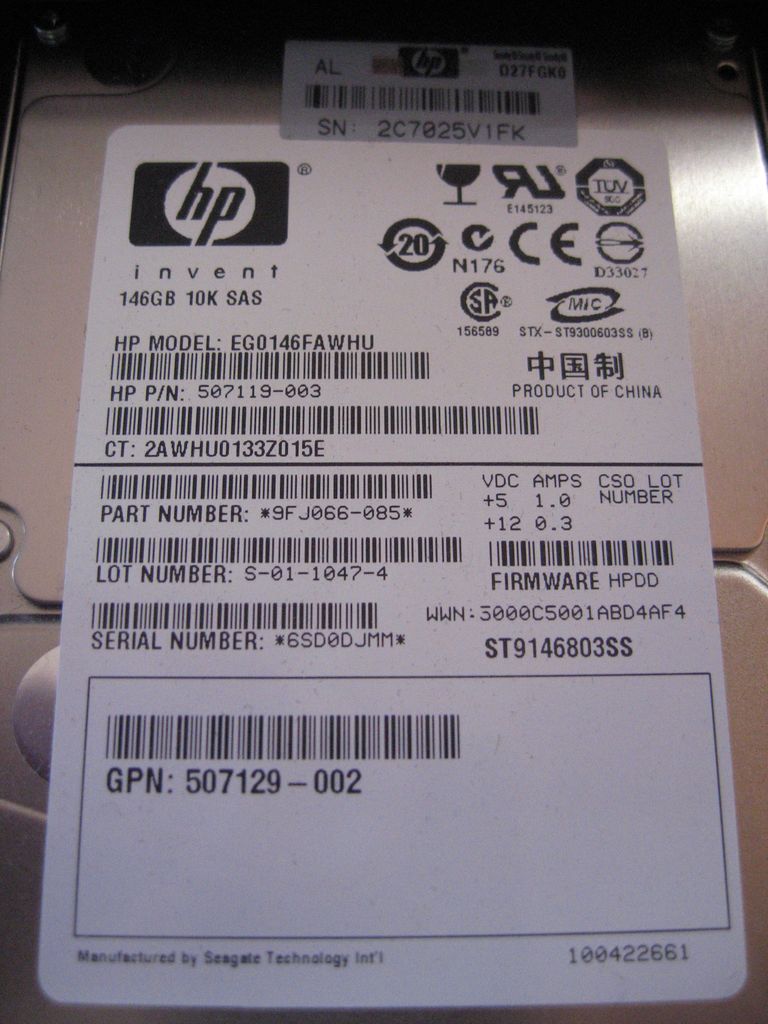 AL hp D27FGK0
SN: 2C7025V1FK
hp ®
invent
146GB 10K SAS
E145123
TUV
20
N176
CE
D33027
SA ®
156589
MIC
STX-ST9300603SS (B)
HP MODEL: EG0146FAWHU
HP P/N: 507119-003
中国制
PRODUCT OF CHINA
CT: 2AWHU0133Z015E
PART NUMBER: *9FJ066-085*
VDC AMPS CSO LOT
+5 1.0 NUMBER
+12 0.3
LOT NUMBER: S-01-1047-4
FIRMWARE HPDD
WWN:5000C5001ABD4AF4
SERIAL NUMBER: *6SD0DJMM*
ST9146803SS
GPN: 507129-002
Manufactured by Seagate Technology Int'l
100422661